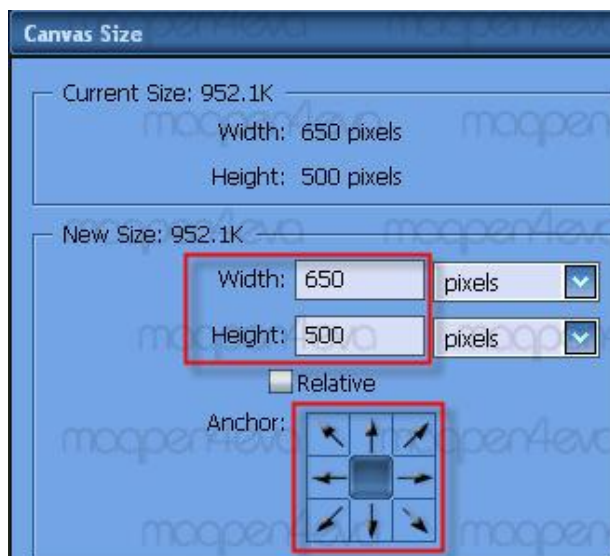 Canvas Size
Current Size: 952.1K
Width: 650 pixels
Height: 500 pixels
New Size: 952.1K
Width: 650 pixels
Height: 500 pixels
Relative
Anchor: